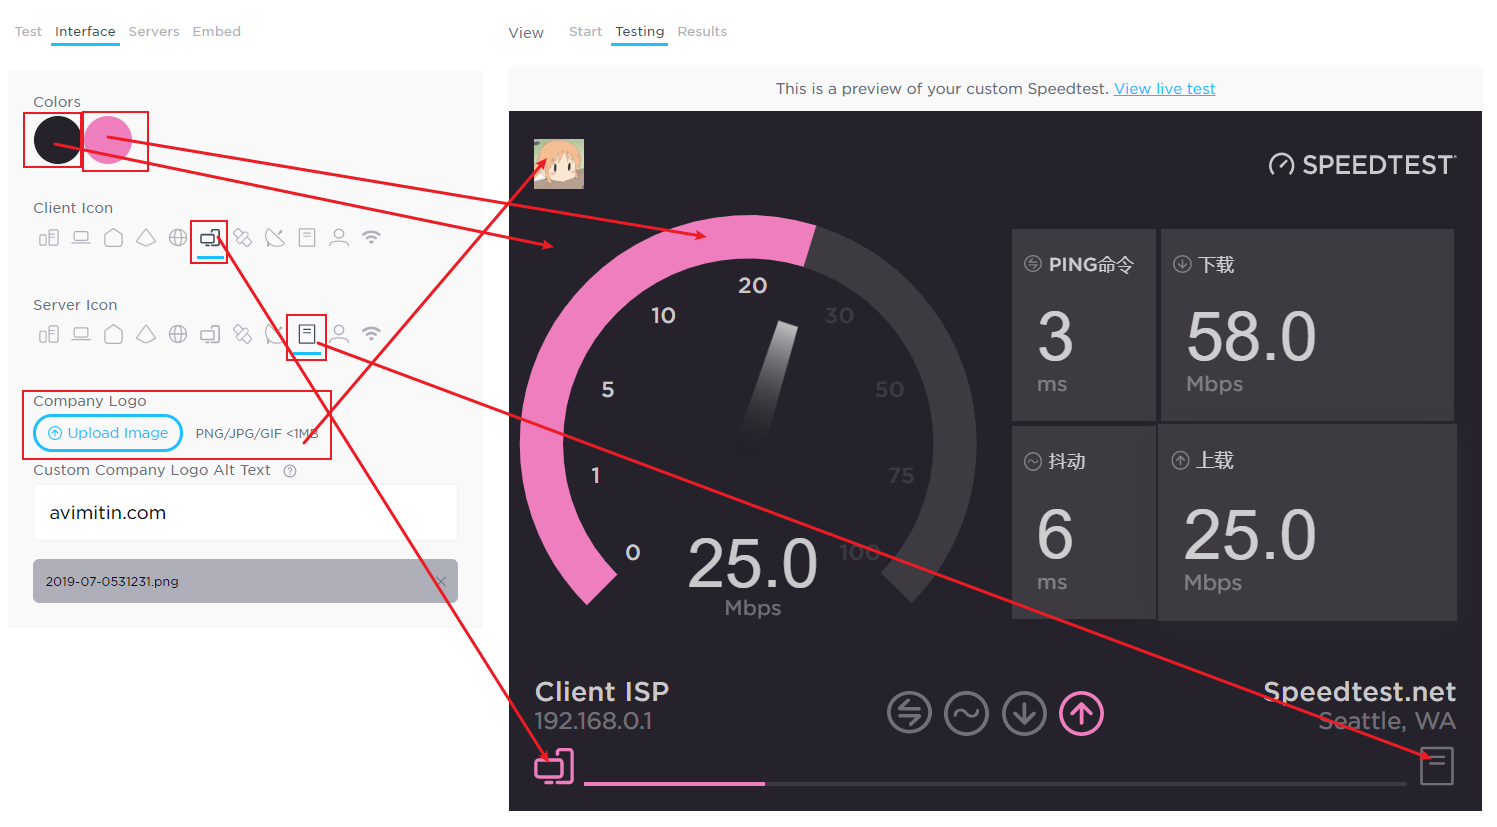 Test Interface Servers Embed
Colors
Client Icon
Server Icon
Company Logo
Upload Image PNG/JPG/GIF <1MB
Custom Company Logo Alt Text ?
avimitin.com
2019-07-0531231.png
View Start Testing Results
This is a preview of your custom Speedtest. View live test
SPEEDTEST
0
1
5
10
20
30
50
75
100
25.0
Mbps
PING命令
3
ms
下载
58.0
Mbps
抖动
6
ms
上载
25.0
Mbps
Client ISP
192.168.0.1
Speedtest.net
Seattle, WA